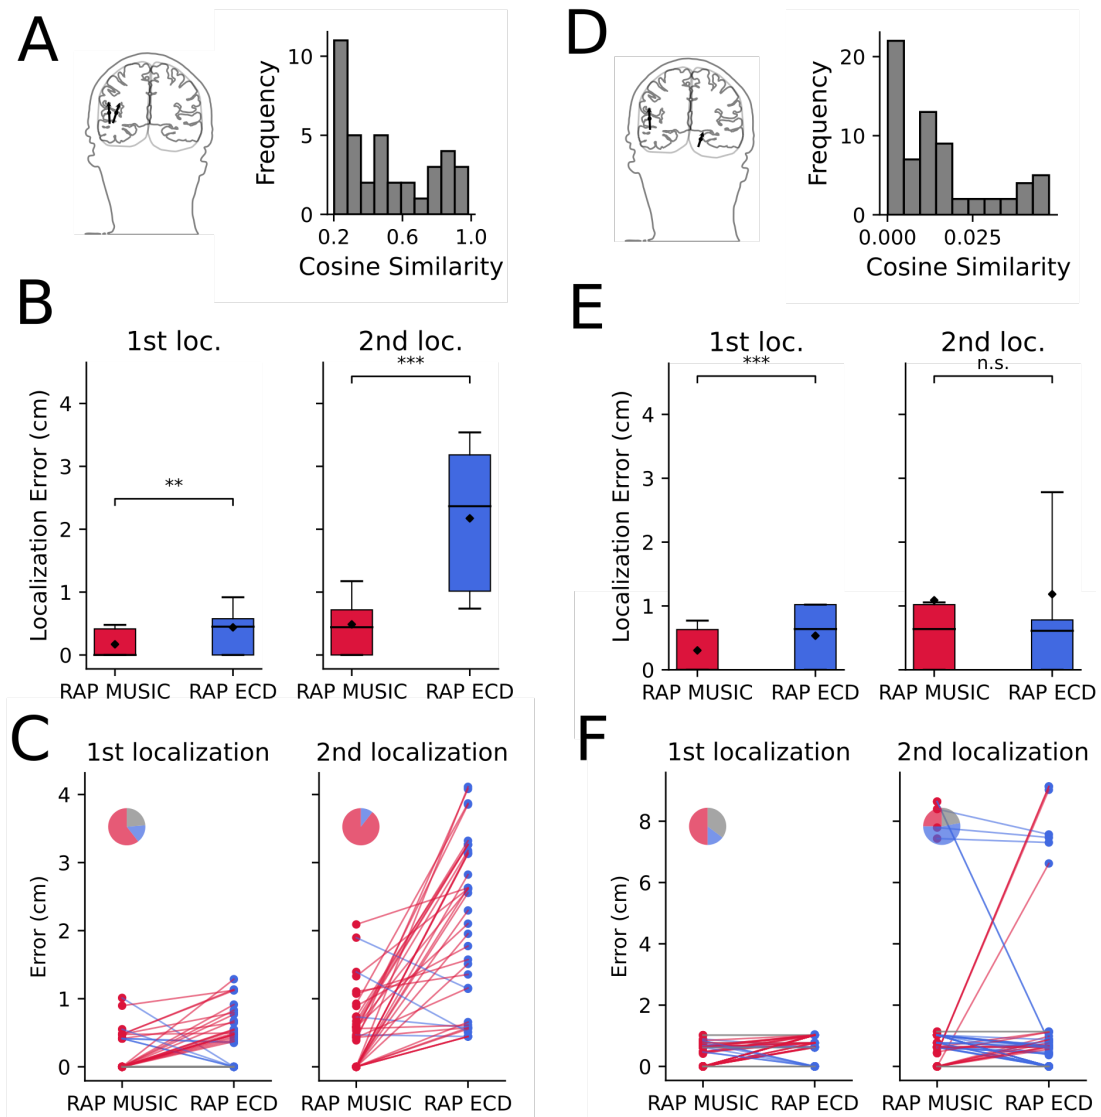 A
Frequency
10
5
0
0.2 0.6 1.0
Cosine Similarity
D
Frequency
20
10
0
0.000 0.025
Cosine Similarity
B
1st loc.
2nd loc.
**
***
Localization Error (cm)
4
3
2
1
0
RAP MUSIC RAP ECD
RAP MUSIC RAP ECD
E
1st loc.
2nd loc.
***
n.s.
Localization Error (cm)
4
3
2
1
0
RAP MUSIC RAP ECD
RAP MUSIC RAP ECD
C
1st localization
2nd localization
Error (cm)
4
3
2
1
0
RAP MUSIC RAP ECD
RAP MUSIC RAP ECD
F
1st localization
2nd localization
Error (cm)
8
6
4
2
0
RAP MUSIC RAP ECD
RAP MUSIC RAP ECD